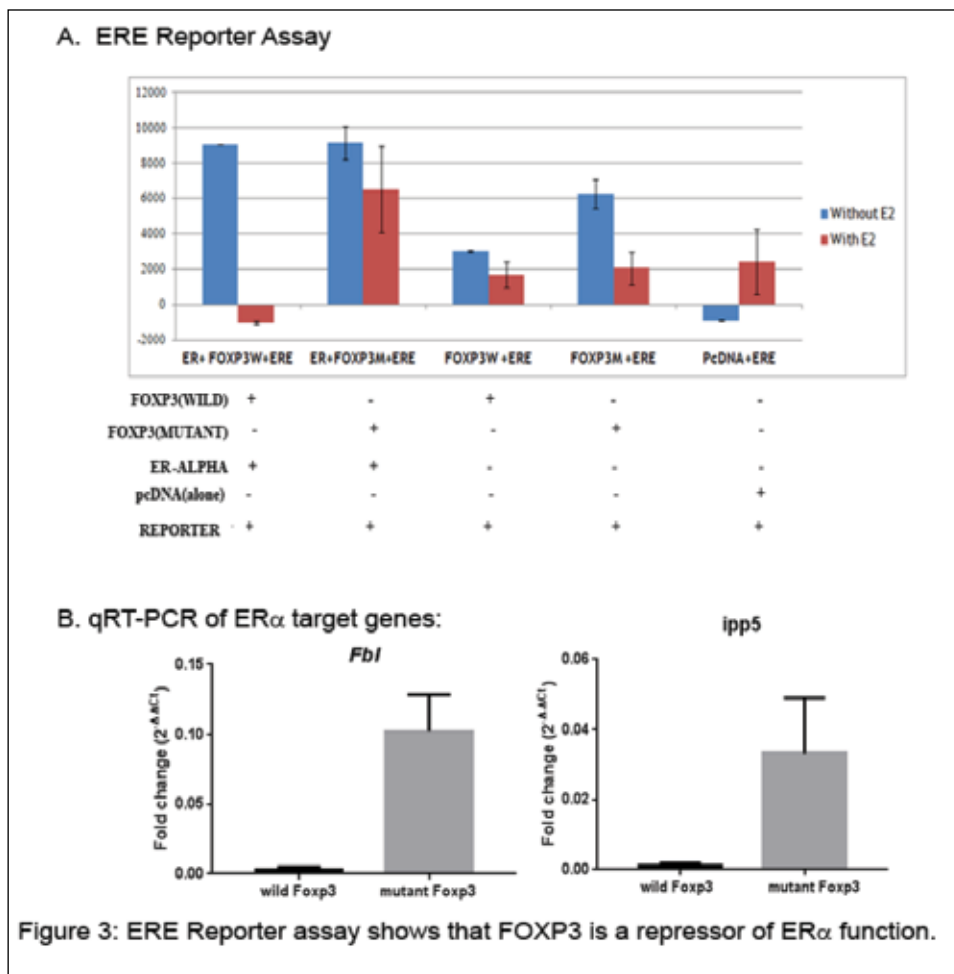 A. ERE Reporter Assay
12000
10000
8000
6000
4000
2000
0
-2000
Without E2
With E2
ER+ FOXP3W+ERE ER+FOXP3M+ERE FOXP3W +ERE FOXP3M +ERE PcDNA+ERE
FOXP3(WILD) + - + - -
FOXP3(MUTANT) - + - + -
ER-ALPHA + + - - -
pcDNA(alone) - - - - +
REPORTER + + + + +
B. qRT-PCR of ERα target genes:
Fbl
Fold change (2^-ΔΔCt)
0.15
0.10
0.05
0.00
wild Foxp3 mutant Foxp3
ipp5
Fold change (2^-ΔΔCt)
0.06
0.04
0.02
0.00
wild Foxp3 mutant Foxp3
Figure 3: ERE Reporter assay shows that FOXP3 is a repressor of ERα function.